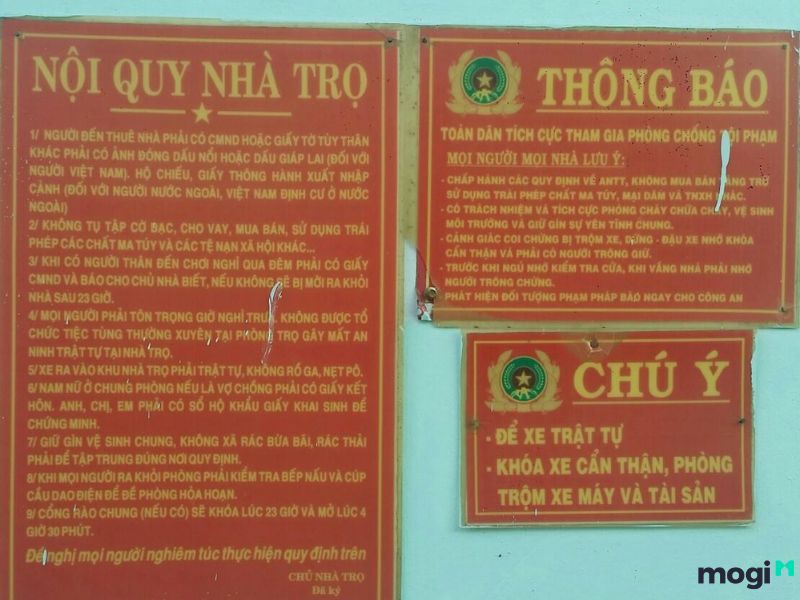 NỘI QUY NHÀ TRỌ
1/ NGƯỜI ĐẾN THUÊ NHÀ PHẢI CÓ CMND HOẶC GIẤY TỜ TÙY THÂN
KHÁC PHẢI CÓ ẢNH ĐÓNG DẤU NỔI HOẶC DẤU GIÁP LAI (ĐỐI VỚI
NGƯỜI VIỆT NAM). HỘ CHIẾU, GIẤY THÔNG HÀNH XUẤT NHẬP
CẢNH (ĐỐI VỚI NGƯỜI NƯỚC NGOÀI, VIỆT NAM ĐỊNH CƯ Ở NƯỚC
NGOÀI)
2/ KHÔNG TỤ TẬP CỜ BẠC, CHO VAY, MUA BÁN, SỬ DỤNG TRÁI
PHÉP CÁC CHẤT MA TÚY VÀ CÁC TỆ NẠN XÃ HỘI KHÁC...
3/ KHI CÓ NGƯỜI THÂN ĐẾN CHƠI NGHỈ QUA ĐÊM PHẢI CÓ GIẤY
CMND VÀ BÁO CHO CHỦ NHÀ BIẾT, NẾU KHÔNG SẼ BỊ MỜI RA KHỎI
NHÀ SAU 23 GIỜ.
4/ MỌI NGƯỜI PHẢI TÔN TRỌNG GIỜ NGHỈ TRƯA. KHÔNG ĐƯỢC TỔ
CHỨC TIỆC TÙNG THƯỜNG XUYÊN TẠI PHÒNG TRỌ GÂY MẤT AN
NINH TRẬT TỰ TẠI NHÀ TRỌ.
5/ XE RA VÀO KHU NHÀ TRỌ PHẢI TRẬT TỰ, KHÔNG RỒ GA, NẸT PÔ.
6/ NAM NỮ Ở CHUNG PHÒNG NẾU LÀ VỢ CHỒNG PHẢI CÓ GIẤY KẾT
HÔN. ANH, CHỊ, EM PHẢI CÓ SỔ HỘ KHẨU GIẤY KHAI SINH ĐỂ
CHỨNG MINH.
7/ GIỮ GÌN VỆ SINH CHUNG, KHÔNG XÃ RÁC BỪA BÃI, RÁC THẢI
PHẢI ĐỂ TẬP TRUNG ĐÚNG NƠI QUY ĐỊNH.
8/ KHI MỌI NGƯỜI RA KHỎI PHÒNG PHẢI KIỂM TRA BẾP NẤU VÀ CÚP
CẦU DAO ĐIỆN ĐỂ ĐỀ PHÒNG HỎA HOẠN.
9/ CỔNG RÀO CHUNG (NẾU CÓ) SẼ KHÓA LÚC 23 GIỜ VÀ MỞ LÚC 4
GIỜ 30 PHÚT.
Đề nghị mọi người nghiêm túc thực hiện quy định trên
CHỦ NHÀ TRỌ
Đã ký
THÔNG BÁO
TOÀN DÂN TÍCH CỰC THAM GIA PHÒNG CHỐNG TỘI PHẠM
MỌI NGƯỜI MỌI NHÀ LƯU Ý:
- CHẤP HÀNH CÁC QUY ĐỊNH VỀ ANTT, KHÔNG MUA BÁN TÀNG TRỮ
SỬ DỤNG TRÁI PHÉP CHẤT MA TÚY, MẠI DÂM VÀ TNXH KHÁC.
- CÓ TRÁCH NHIỆM VÀ TÍCH CỰC PHÒNG CHÁY CHỮA CHÁY, VỆ SINH
MÔI TRƯỜNG VÀ GIỮ GÌN SỰ YÊN TĨNH CHUNG.
- CẢNH GIÁC COI CHỪNG BỊ TRỘM XE, DỪNG - ĐẬU XE NHỚ KHÓA
CẨN THẬN VÀ PHẢI CÓ NGƯỜI TRÔNG GIỮ.
- TRƯỚC KHI NGỦ NHỚ KIỂM TRA CỬA, KHI VẮNG NHÀ PHẢI NHỜ
NGƯỜI TRÔNG CHỪNG.
- PHÁT HIỆN ĐỐI TƯỢNG PHẠM PHÁP BÁO NGAY CHO CÔNG AN
CHÚ Ý
- ĐỂ XE TRẬT TỰ
- KHÓA XE CẨN THẬN, PHÒNG
TRỘM XE MÁY VÀ TÀI SẢN
mogi